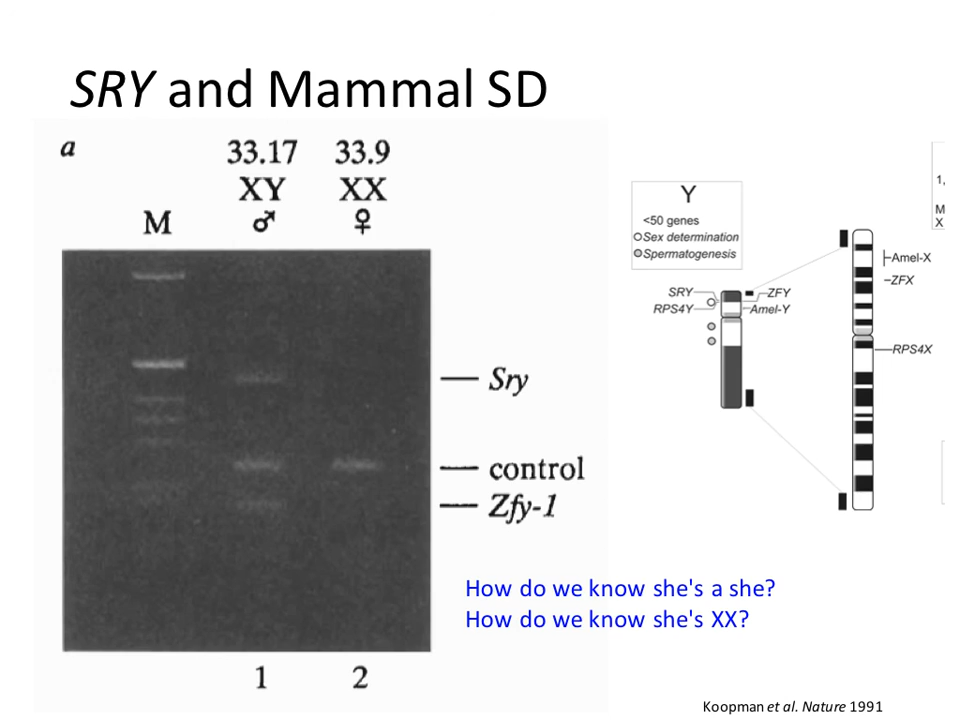 SRY and Mammal SD
a
33.17 33.9
XY XX
M ♂ ♀
Sry
control
Zfy-1
1 2
Y
<50 genes
Sex determination
Spermatogenesis
SRY
RPS4Y
ZFY
Amel-Y
1,
M
X
Amel-X
ZFX
RPS4X
How do we know she's a she?
How do we know she's XX?
Koopman et al. Nature 1991